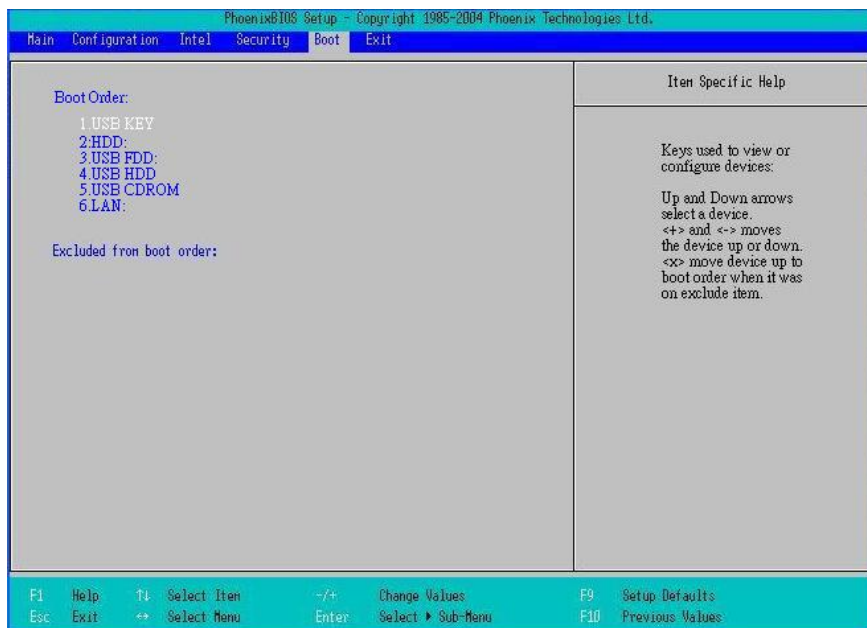 PhoenixBIOS Setup - Copyright 1985-2004 Phoenix Technologies Ltd.
Main Configuration Intel Security Boot Exit
Boot Order:
1.USB KEY
2:HDD:
3.USB FDD:
4.USB HDD
5.USB CDROM
6.LAN:
Excluded from boot order:
Item Specific Help
Keys used to view or
configure devices:
Up and Down arrows
select a device.
<+> and <-> moves
the device up or down.
<x> move device up to
boot order when it was
on exclude item.
F1 Help ↑↓ Select Item -/+ Change Values F9 Setup Defaults
Esc Exit ↔ Select Menu Enter Select ▸ Sub-Menu F10 Previous Values